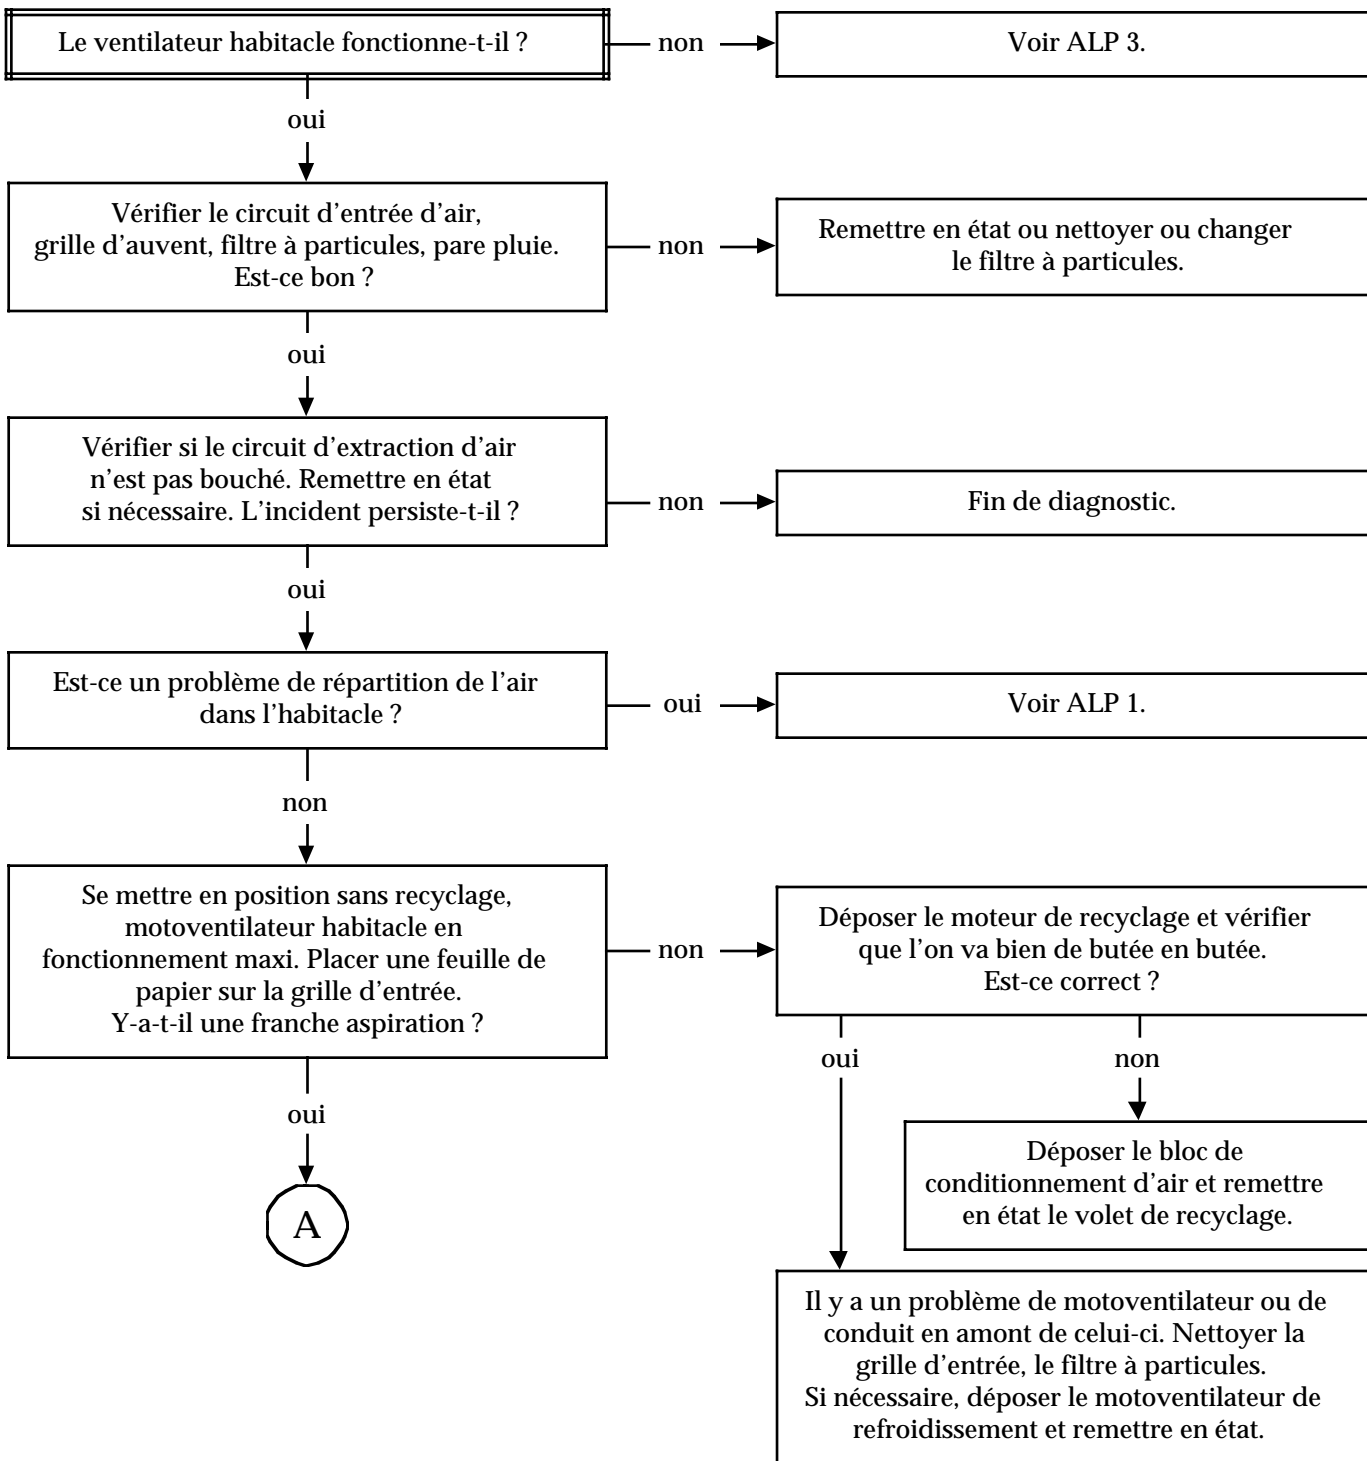 Le ventilateur habitacle fonctionne-t-il ?
non
Voir ALP 3.
oui
Vérifier le circuit d'entrée d'air,
grille d'auvent, filtre à particules, pare pluie.
Est-ce bon ?
non
Remettre en état ou nettoyer ou changer
le filtre à particules.
oui
Vérifier si le circuit d'extraction d'air
n'est pas bouché. Remettre en état
si nécessaire. L'incident persiste-t-il ?
non
Fin de diagnostic.
oui
Est-ce un problème de répartition de l'air
dans l'habitacle ?
oui
Voir ALP 1.
non
Se mettre en position sans recyclage,
motoventilateur habitacle en
fonctionnement maxi. Placer une feuille de
papier sur la grille d'entrée.
Y-a-t-il une franche aspiration ?
non
Déposer le moteur de recyclage et vérifier
que l'on va bien de butée en butée.
Est-ce correct ?
oui
non
oui
Déposer le bloc de
conditionnement d'air et remettre
en état le volet de recyclage.
A
Il y a un problème de motoventilateur ou de
conduit en amont de celui-ci. Nettoyer la
grille d'entrée, le filtre à particules.
Si nécessaire, déposer le motoventilateur de
refroidissement et remettre en état.